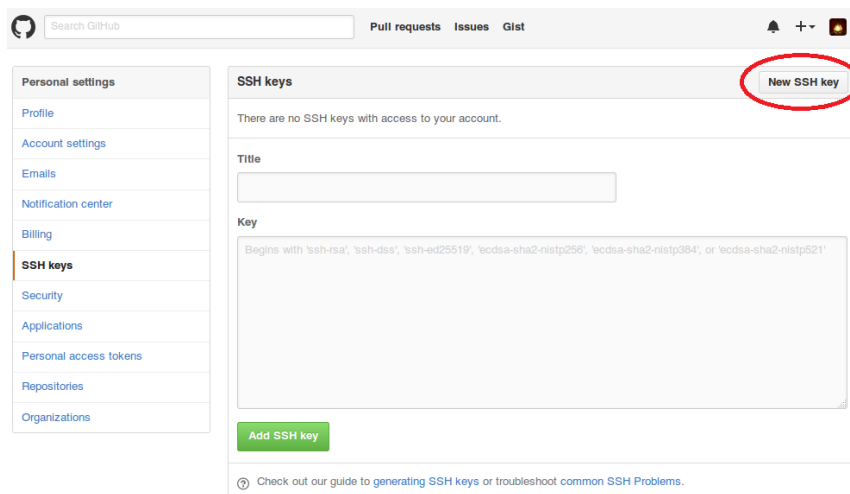 Search GitHub
Pull requests Issues Gist
Personal settings
Profile
Account settings
Emails
Notification center
Billing
SSH keys
Security
Applications
Personal access tokens
Repositories
Organizations
SSH keys
New SSH key
There are no SSH keys with access to your account.
Title
Key
Begins with 'ssh-rsa', 'ssh-dss', 'ssh-ed25519', 'ecdsa-sha2-nistp256', 'ecdsa-sha2-nistp384', or 'ecdsa-sha2-nistp521'
Add SSH key
Check out our guide to generating SSH keys or troubleshoot common SSH Problems.